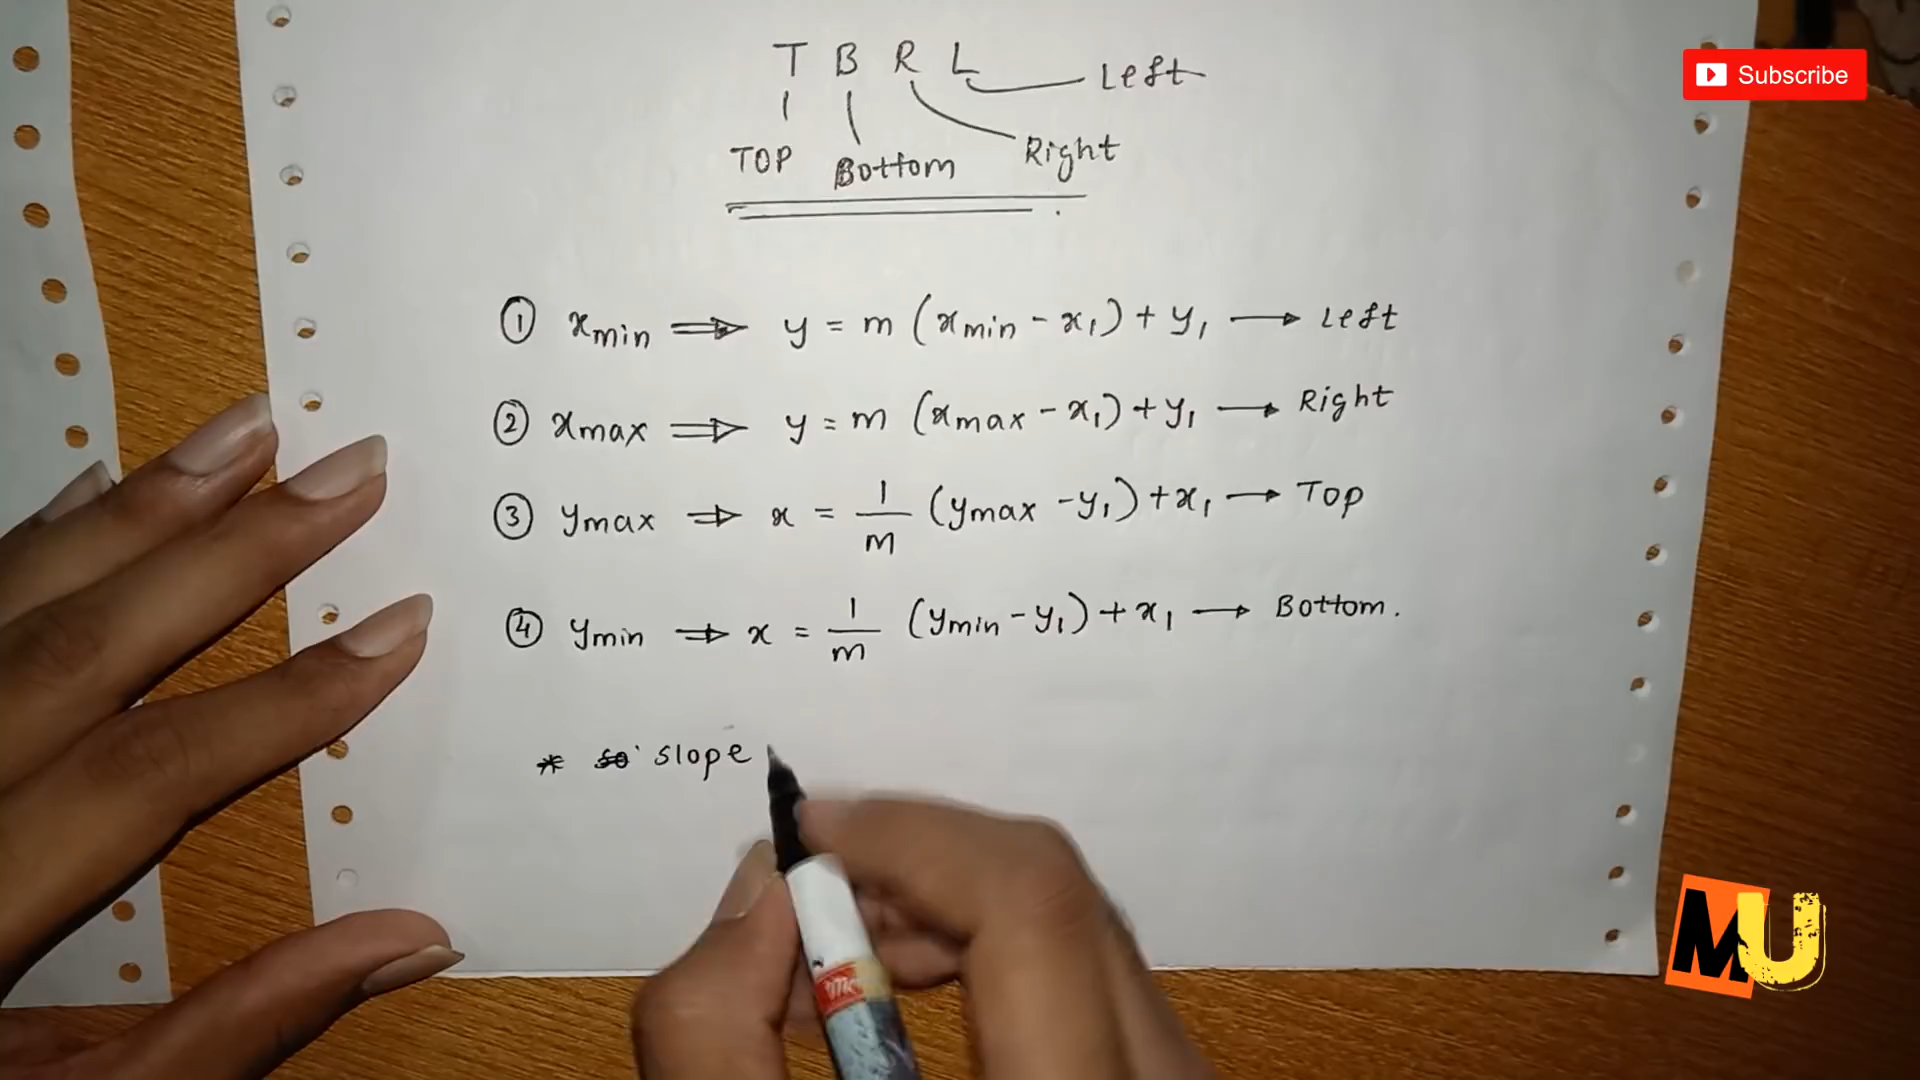 T B R L Left
TOP Bottom Right
Subscribe
① xmin ⟹ y = m (xmin - x1) + y1 → Left
② xmax ⟹ y = m (xmax - x1) + y1 → Right
③ ymax ⟹ x = 1/m (ymax - y1) + x1 → Top
④ ymin ⟹ x = 1/m (ymin - y1) + x1 → Bottom.
* slope
MU